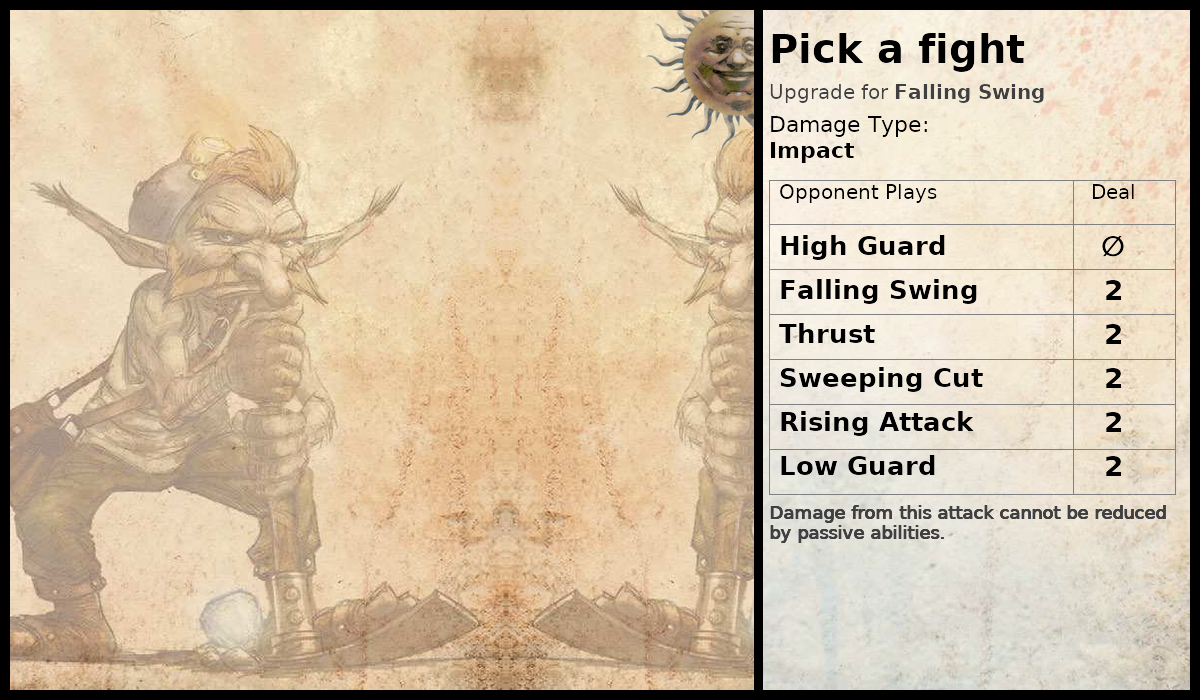 Pick a fight
Upgrade for Falling Swing
Damage Type:
Impact
Opponent Plays Deal
High Guard ∅
Falling Swing 2
Thrust 2
Sweeping Cut 2
Rising Attack 2
Low Guard 2
Damage from this attack cannot be reduced
by passive abilities.